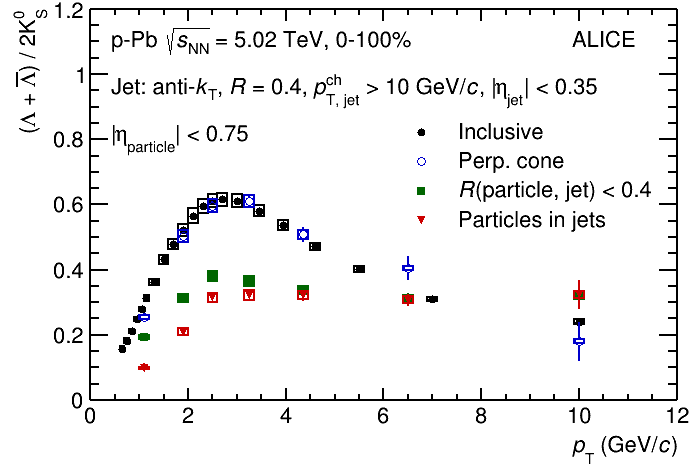 (Λ + Λ̅) / 2K⁰_S
1.2
1
0.8
0.6
0.4
0.2
0
p-Pb √s_NN = 5.02 TeV, 0-100%
ALICE
Jet: anti-k_T, R = 0.4, p^ch_T, jet > 10 GeV/c, |η_jet| < 0.35
|η_particle| < 0.75
Inclusive
Perp. cone
R(particle, jet) < 0.4
Particles in jets
0 2 4 6 8 10 12
p_T (GeV/c)